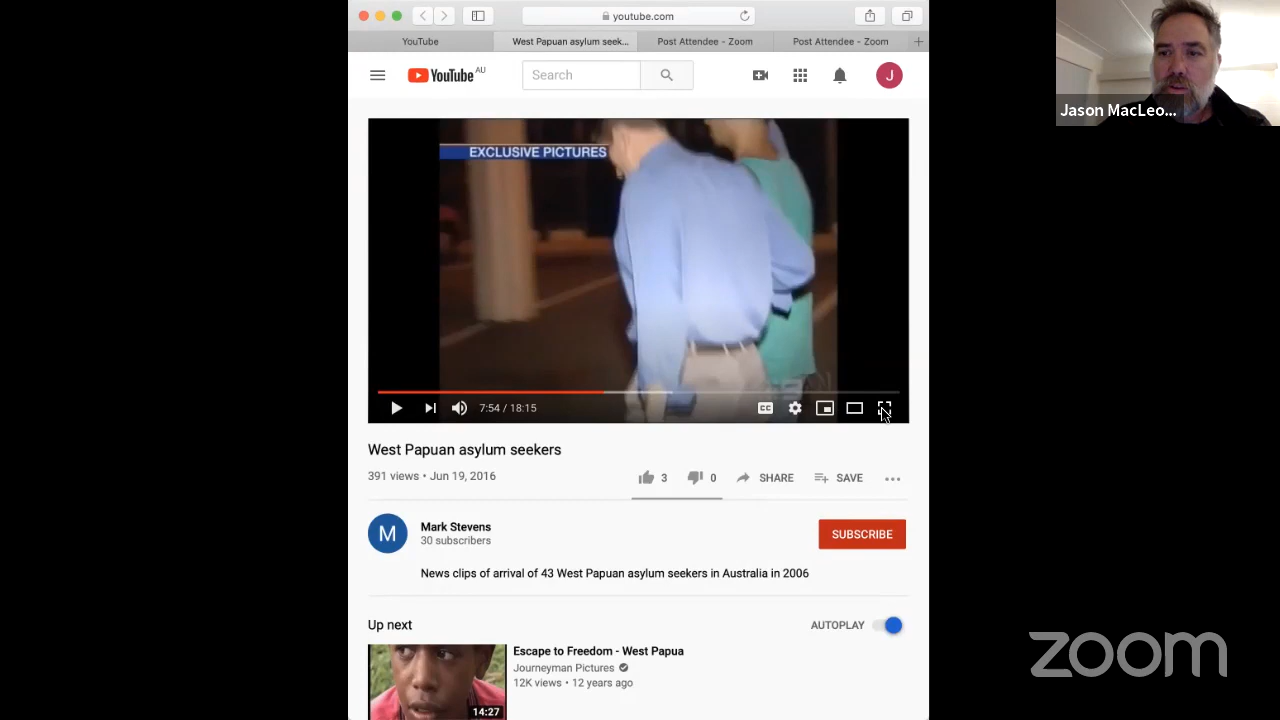 youtube.com
YouTube
West Papuan asylum seek...
Post Attendee - Zoom
Post Attendee - Zoom
YouTube AU
Search
J
Jason MacLeo...
EXCLUSIVE PICTURES
7:54 / 18:15
CC
West Papuan asylum seekers
391 views • Jun 19, 2016
3
0
SHARE
SAVE
M
Mark Stevens
30 subscribers
SUBSCRIBE
News clips of arrival of 43 West Papuan asylum seekers in Australia in 2006
Up next
AUTOPLAY
Escape to Freedom - West Papua
Journeyman Pictures
12K views • 12 years ago
14:27
zoom